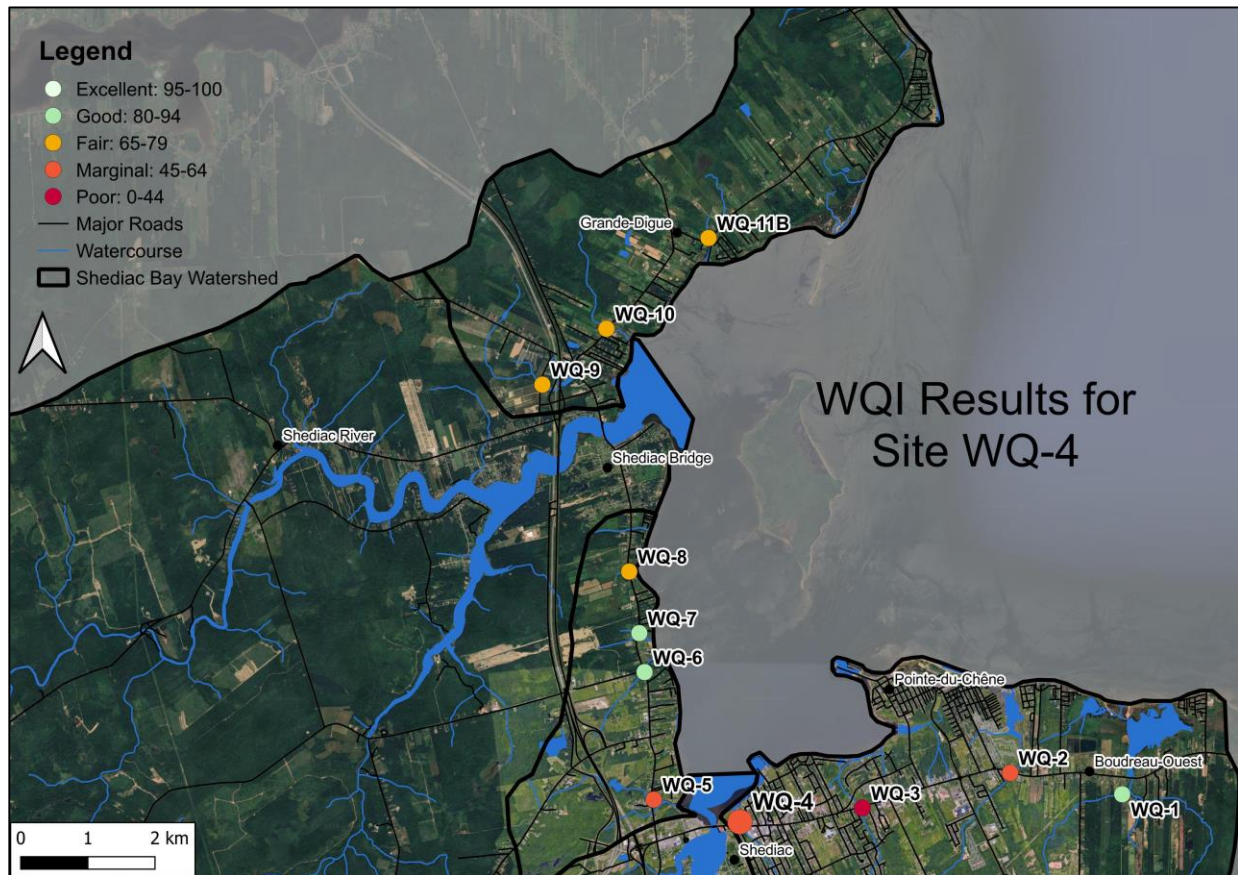 Legend
Excellent: 95-100
Good: 80-94
Fair: 65-79
Marginal: 45-64
Poor: 0-44
Major Roads
Watercourse
Shediac Bay Watershed
Grande-Digue
WQ-11B
WQ-10
WQ-9
WQI Results for
Site WQ-4
Shediac River
Shediac Bridge
WQ-8
WQ-7
WQ-6
Pointe-du-Chêne
WQ-2
Boudreau-Ouest
WQ-5
WQ-4
WQ-3
WQ-1
Shediac
0 1 2 km